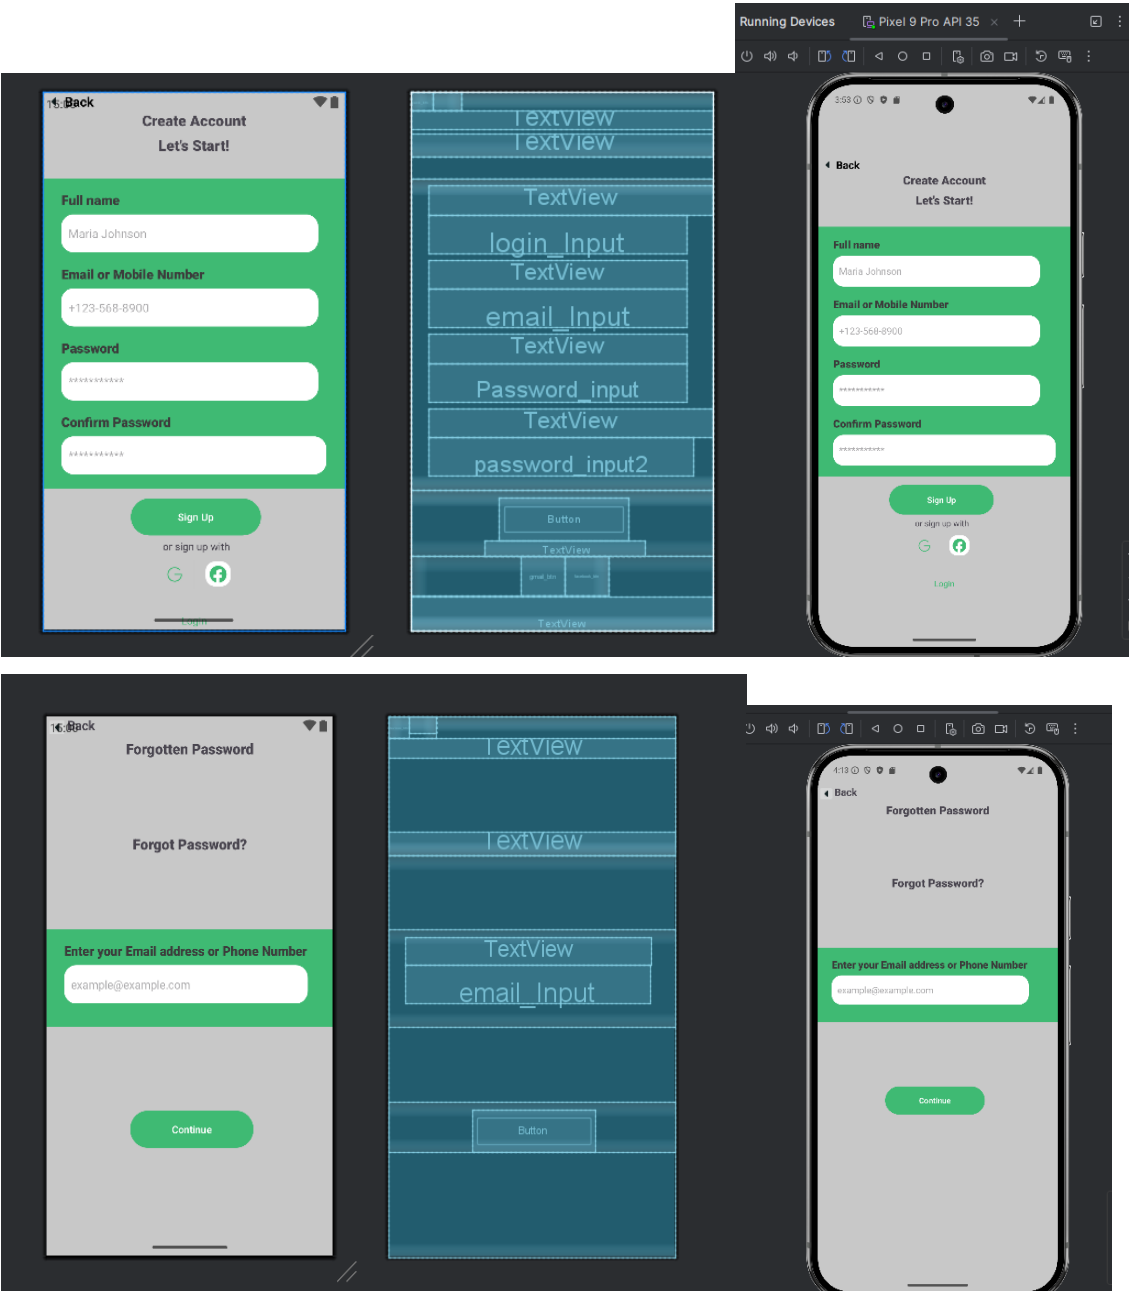 Running Devices Pixel 9 Pro API 35
Back
Create Account
Let's Start!
Full name
Maria Johnson
Email or Mobile Number
+123-568-8900
Password
***********
Confirm Password
***********
Sign Up
or sign up with
Login
TextView
TextView
TextView
login_Input
TextView
email_Input
TextView
Password_input
TextView
password_input2
Button
TextView
gmail_btn
TextView
3:53
Back
Create Account
Let's Start!
Full name
Maria Johnson
Email or Mobile Number
+123-568-8900
Password
***********
Confirm Password
***********
Sign Up
or sign up with
Login
Back
Forgotten Password
Forgot Password?
Enter your Email address or Phone Number
example@example.com
Continue
TextView
TextView
TextView
email_Input
Button
4:13
Back
Forgotten Password
Forgot Password?
Enter your Email address or Phone Number
example@example.com
Continue